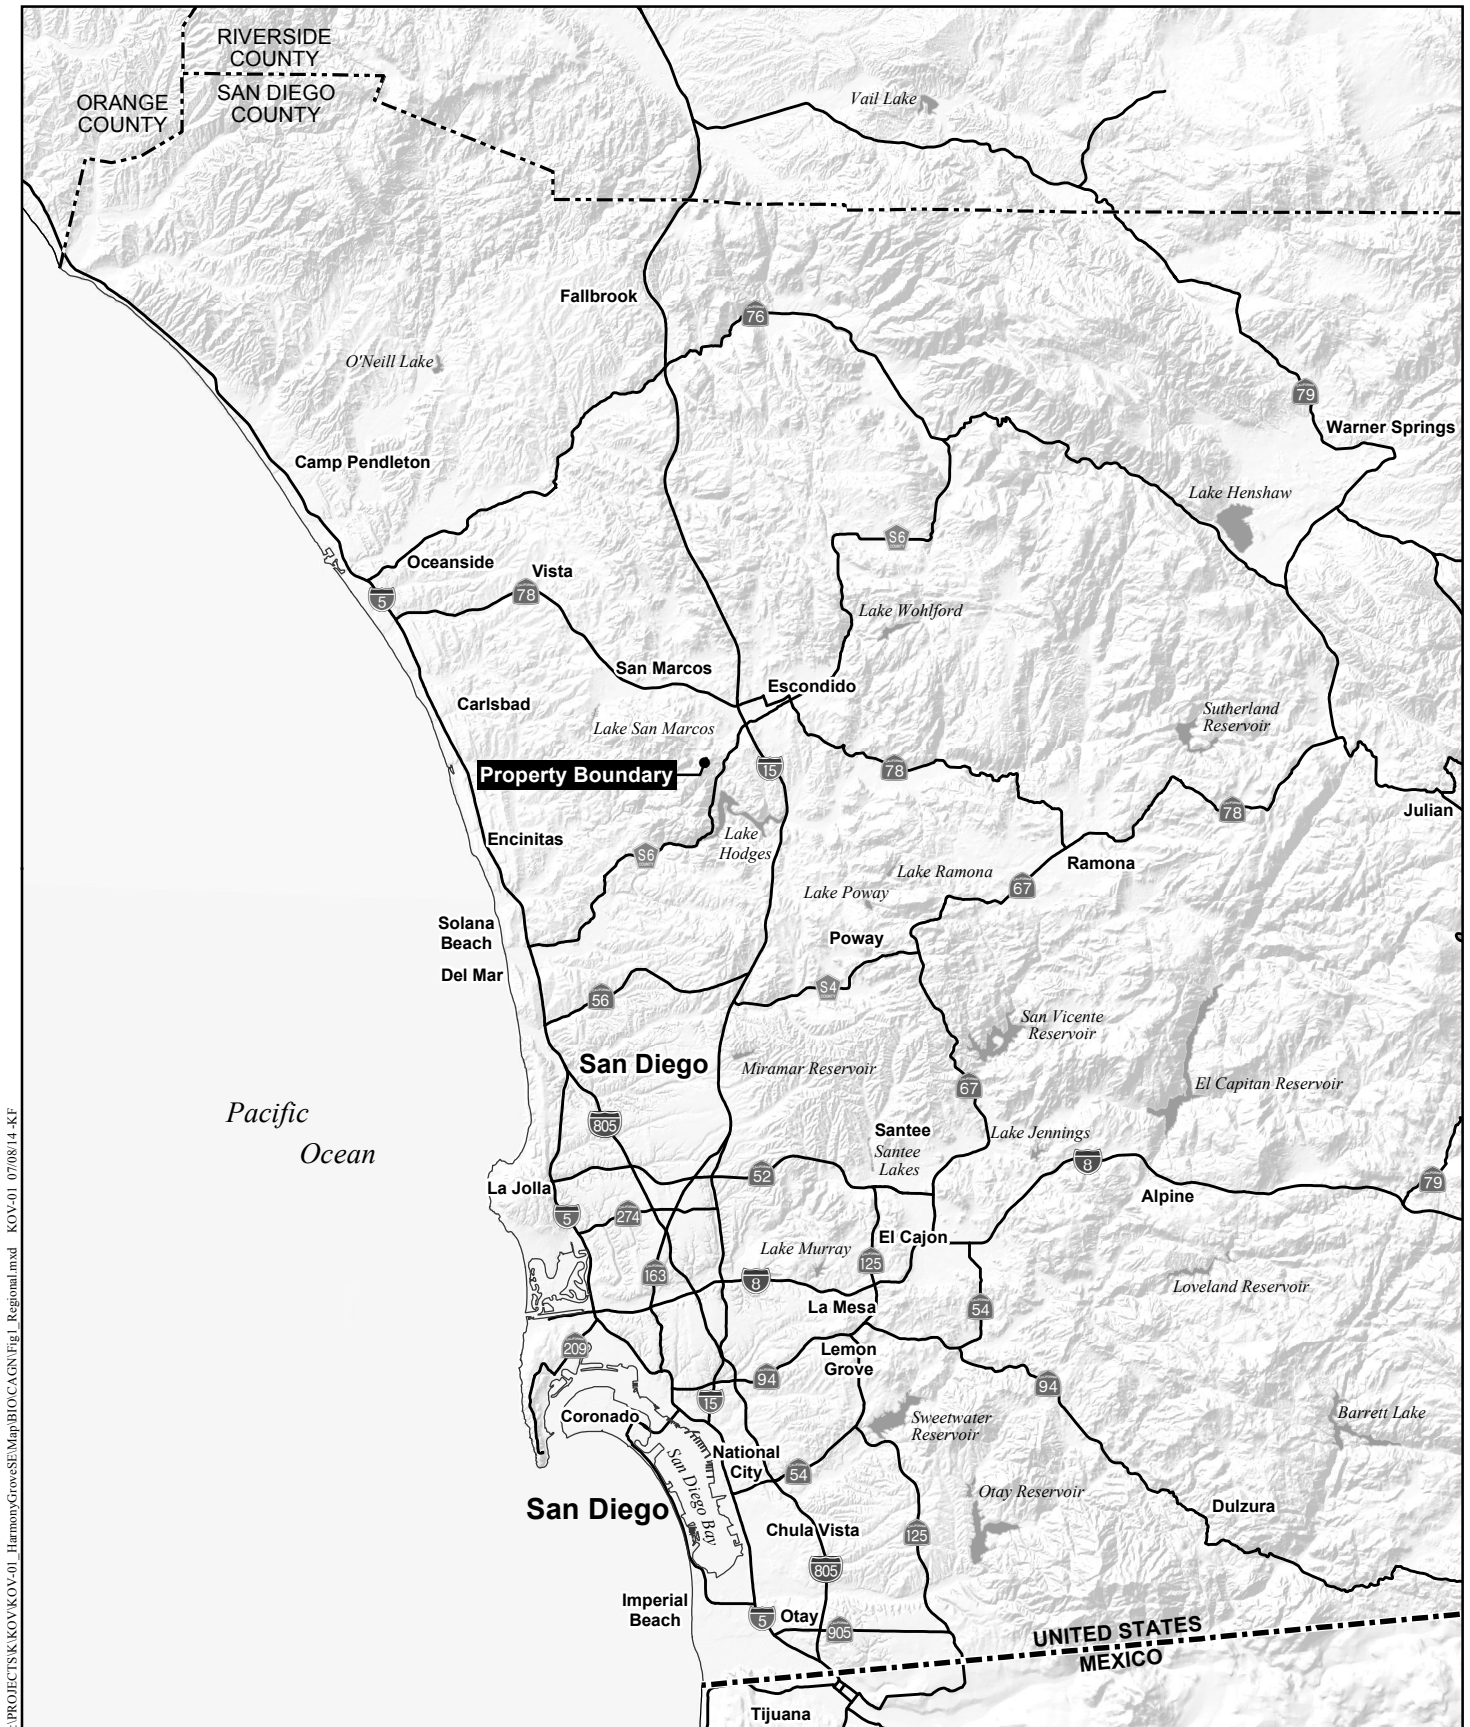 RIVERSIDE
COUNTY
SAN DIEGO
COUNTY
ORANGE
COUNTY
Vail Lake
Fallbrook
76
O'Neill Lake
79
Warner Springs
Camp Pendleton
Lake Henshaw
S6
COUNTY
Oceanside
Vista
78
5
Lake Wohlford
San Marcos
Escondido
Carlsbad
Lake San Marcos
Sutherland
Reservoir
Property Boundary
15
78
78
Julian
Encinitas
Lake
Hodges
S6
COUNTY
Ramona
Lake Ramona
67
Lake Poway
Solana
Beach
Poway
Del Mar
56
S4
COUNTY
San Vicente
Reservoir
San Diego
Miramar Reservoir
67
El Capitan Reservoir
Pacific
Ocean
805
Santee
Santee
Lakes
Lake Jennings
8
52
79
La Jolla
Alpine
5
274
El Cajon
Lake Murray
125
163
8
Loveland Reservoir
La Mesa
54
209
Lemon
Grove
94
94
15
Coronado
Sweetwater
Reservoir
Barrett Lake
National
City
54
San Diego Bay
Otay Reservoir
San Diego
Dulzura
Chula Vista
125
805
Imperial
Beach
5
Otay
905
UNITED STATES
MEXICO
Tijuana
:\PROJECTS\K\KOV\KOV-01_HarmonyGroveSE\Map\BIO\CAGN\Fig1_Regional.mxd KOV-01 07/08/14 -KF